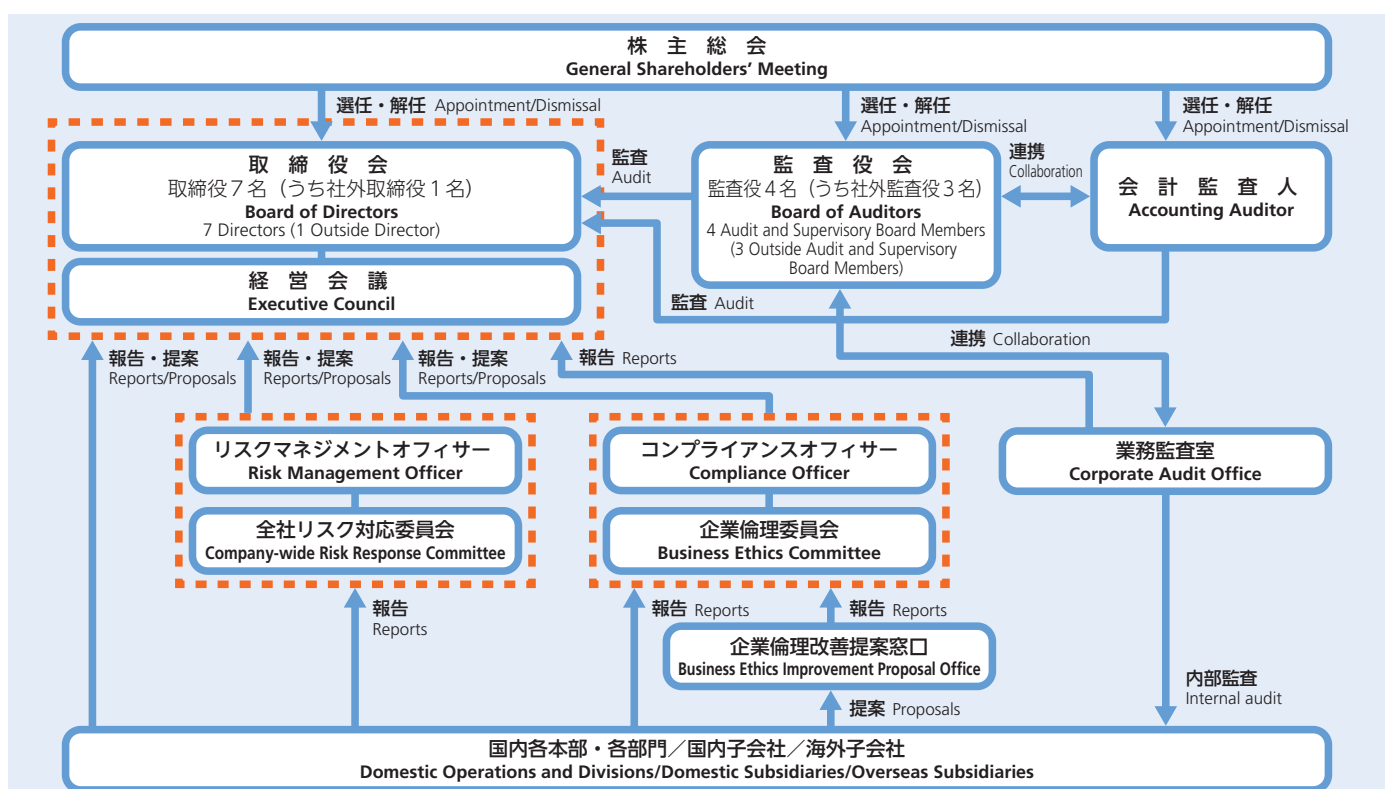 株主総会
General Shareholders' Meeting
選任・解任 Appointment/Dismissal
選任・解任
Appointment/Dismissal
選任・解任
Appointment/Dismissal
取締役会
取締役7名（うち社外取締役1名）
Board of Directors
7 Directors (1 Outside Director)
監査
Audit
監査役会
監査役4名（うち社外監査役3名）
Board of Auditors
4 Audit and Supervisory Board Members
(3 Outside Audit and Supervisory
Board Members)
連携
Collaboration
会計監査人
Accounting Auditor
経営会議
Executive Council
監査 Audit
連携 Collaboration
報告・提案
Reports/Proposals
報告・提案
Reports/Proposals
報告・提案
Reports/Proposals
報告 Reports
リスクマネジメントオフィサー
Risk Management Officer
コンプライアンスオフィサー
Compliance Officer
業務監査室
Corporate Audit Office
全社リスク対応委員会
Company-wide Risk Response Committee
企業倫理委員会
Business Ethics Committee
報告
Reports
報告 Reports
報告 Reports
企業倫理改善提案窓口
Business Ethics Improvement Proposal Office
内部監査
Internal audit
提案 Proposals
国内各本部・各部門／国内子会社／海外子会社
Domestic Operations and Divisions/Domestic Subsidiaries/Overseas Subsidiaries